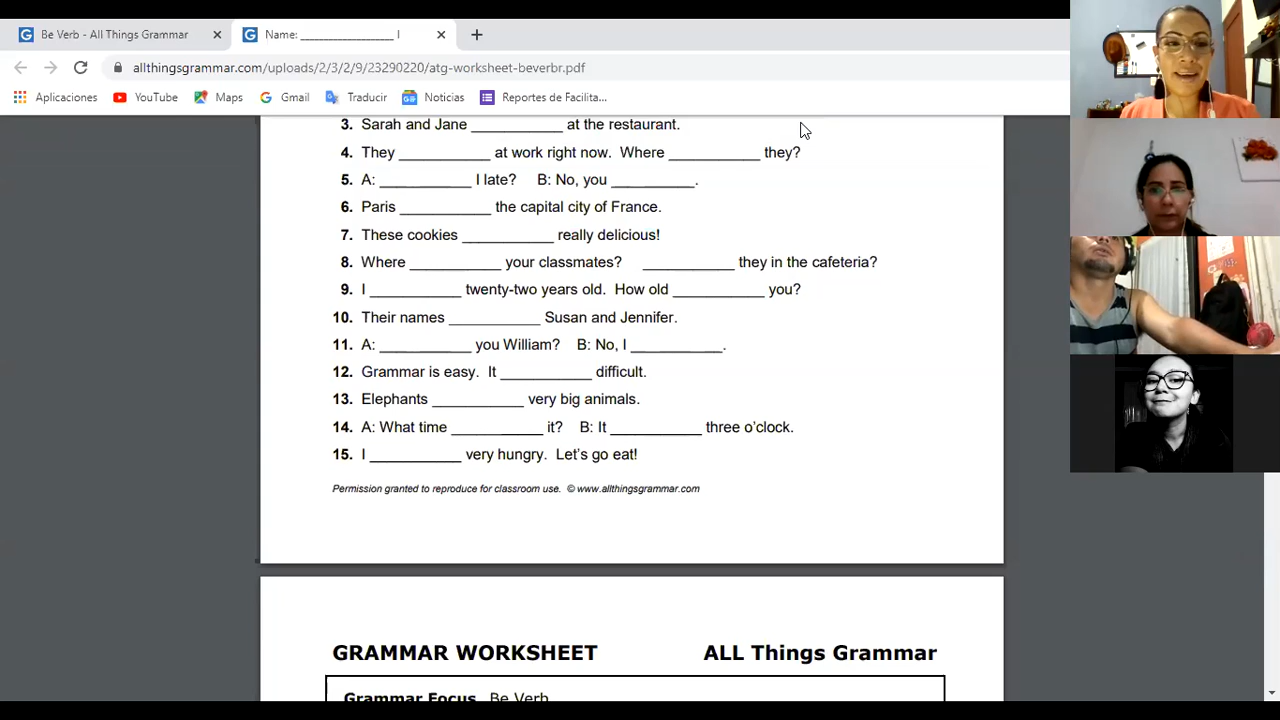 Be Verb - All Things Grammar
Name: __________________ I
allthingsgrammar.com/uploads/2/3/2/9/23290220/atg-worksheet-beverbr.pdf
Aplicaciones YouTube Maps Gmail Traducir Noticias Reportes de Facilita...
3. Sarah and Jane ___________ at the restaurant.
4. They ___________ at work right now. Where ___________ they?
5. A: ___________ I late? B: No, you __________.
6. Paris ___________ the capital city of France.
7. These cookies ___________ really delicious!
8. Where ___________ your classmates? ___________ they in the cafeteria?
9. I ___________ twenty-two years old. How old ___________ you?
10. Their names ___________ Susan and Jennifer.
11. A: ___________ you William? B: No, I ___________.
12. Grammar is easy. It ___________ difficult.
13. Elephants ___________ very big animals.
14. A: What time ___________ it? B: It ___________ three o'clock.
15. I ___________ very hungry. Let's go eat!
Permission granted to reproduce for classroom use. © www.allthingsgrammar.com
GRAMMAR WORKSHEET ALL Things Grammar
Grammar Focus Be Verb